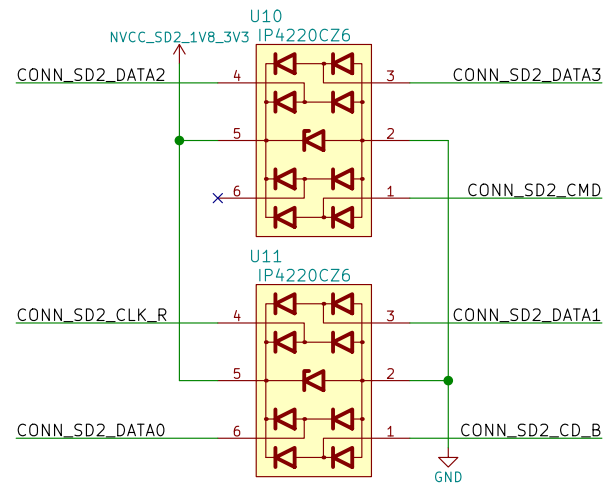 U10
NVCC_SD2_1V8_3V3
IP4220CZ6
CONN_SD2_DATA2
4
3
CONN_SD2_DATA3
5
2
6
1
CONN_SD2_CMD
U11
IP4220CZ6
CONN_SD2_CLK_R
4
3
CONN_SD2_DATA1
5
2
CONN_SD2_DATA0
6
1
CONN_SD2_CD_B
GND